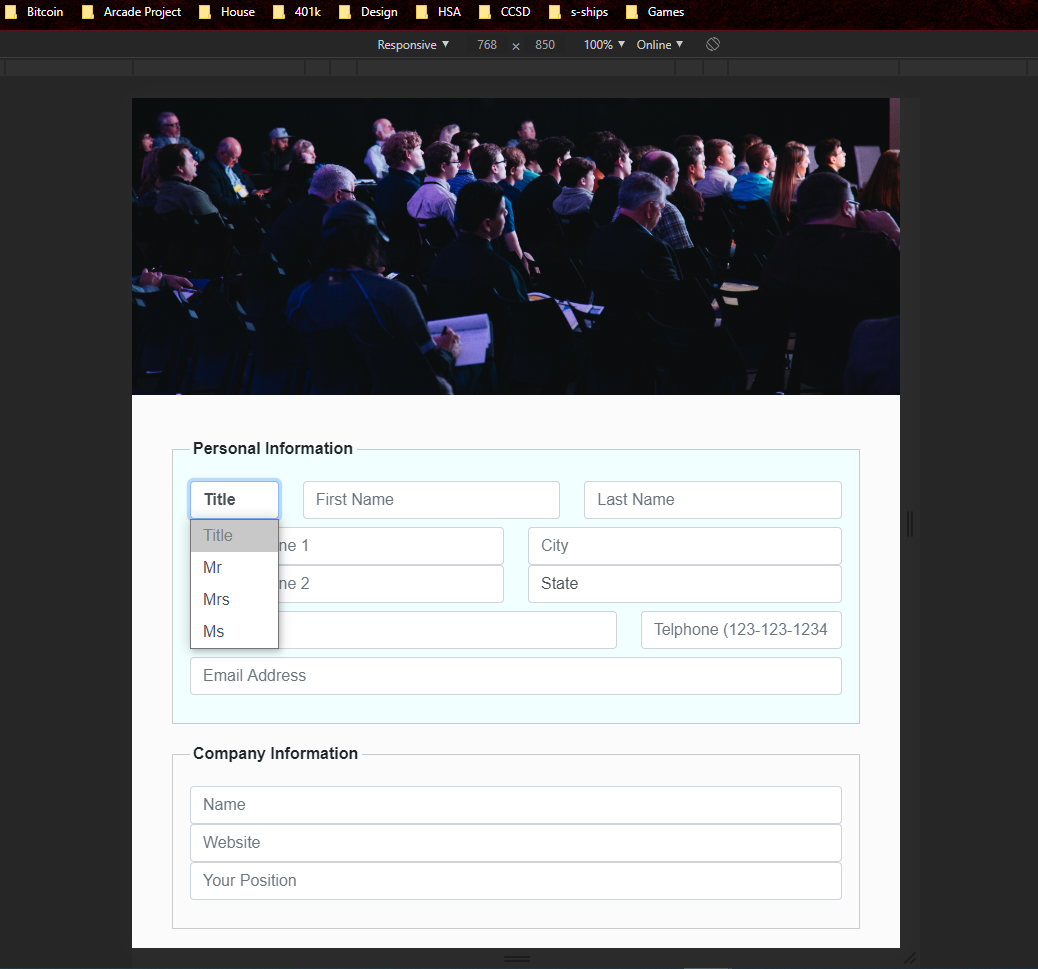 Bitcoin Arcade Project House 401k Design HSA CCSD s-ships Games
Responsive ▼ 768 × 850 100% ▼ Online ▼
Personal Information
Title First Name Last Name
Title
ne 1 City
Mr
ne 2 State
Mrs
Ms
Telphone (123-123-1234
Email Address
Company Information
Name
Website
Your Position